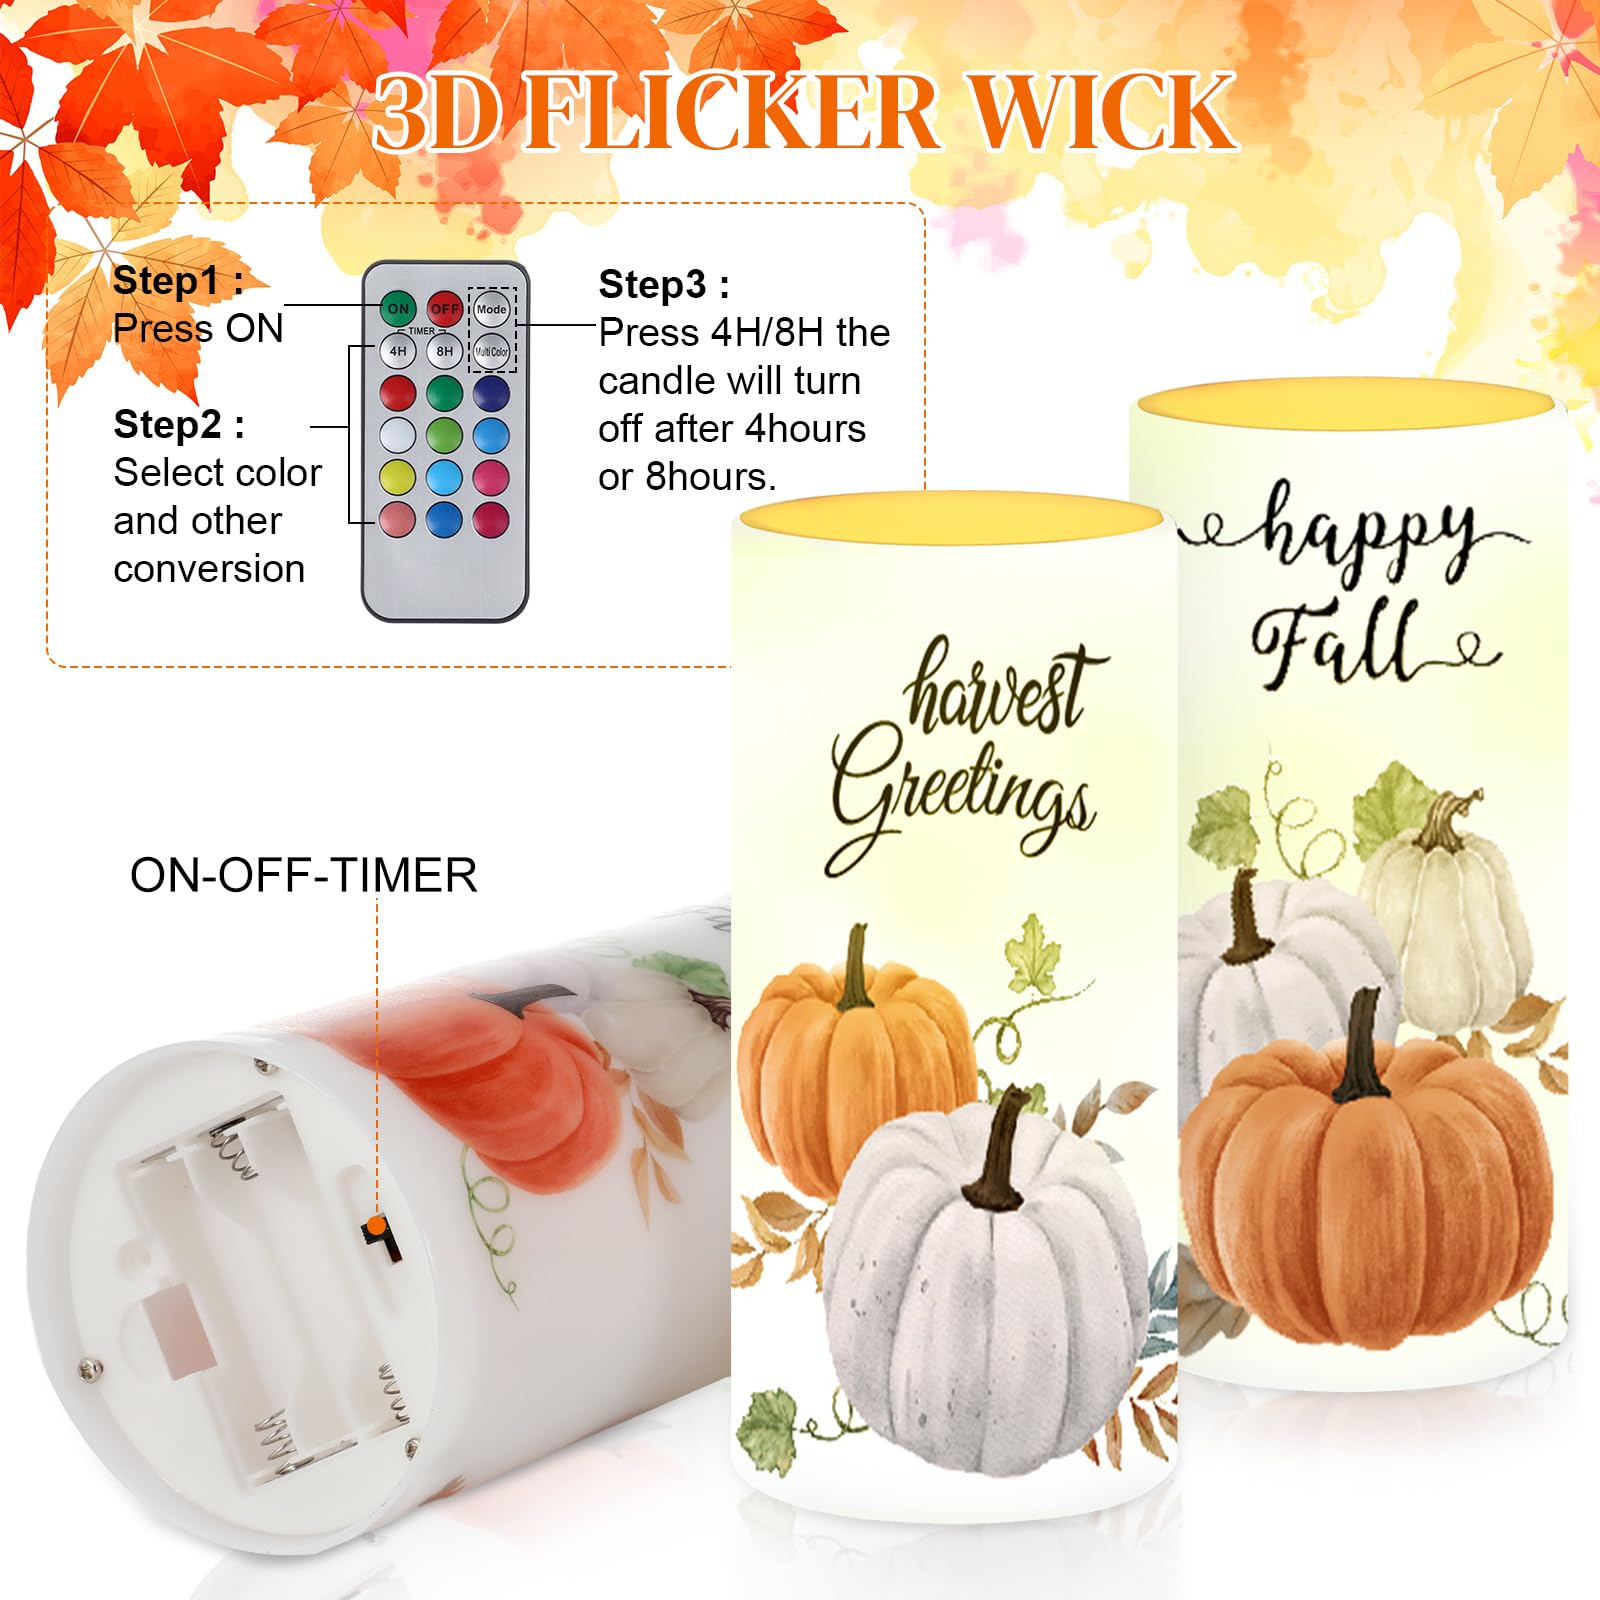 3D FLICKER WICK
Step1 :
Press ON
Step2 :
Select color
and other
conversion
ON OFF Mode
TIMER
4H 8H Multi Color
Step3 :
Press 4H/8H the
candle will turn
off after 4hours
or 8hours.
happy
Fall
harvest
Greetings
ON-OFF-TIMER